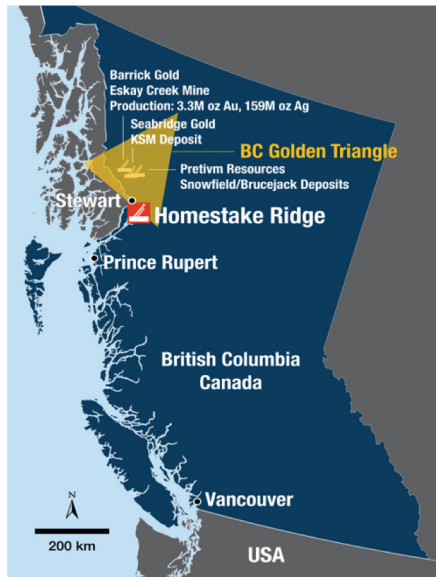 Barrick Gold
Eskay Creek Mine
Production: 3.3M oz Au, 159M oz Ag
Seabridge Gold
KSM Deposit
BC Golden Triangle
Pretivm Resources
Snowfield/Brucejack Deposits
Stewart
Homestake Ridge
Prince Rupert
British Columbia
Canada
Vancouver
N
200 km
USA